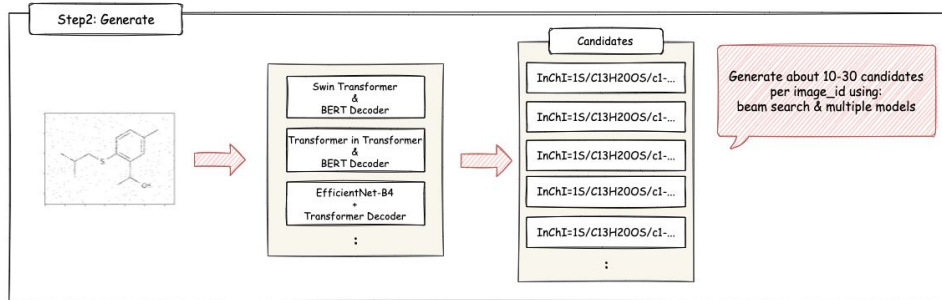 Step2: Generate
S
OH
Swin Transformer
&
BERT Decoder
Transformer in Transformer
&
BERT Decoder
EfficientNet-B4
+
Transformer Decoder
:
Candidates
InChI=1S/C13H20OS/c1-...
InChI=1S/C13H20OS/c1-...
InChI=1S/C13H20OS/c1-...
InChI=1S/C13H20OS/c1-...
InChI=1S/C13H20OS/c1-...
:
Generate about 10-30 candidates
per image_id using:
beam search & multiple models